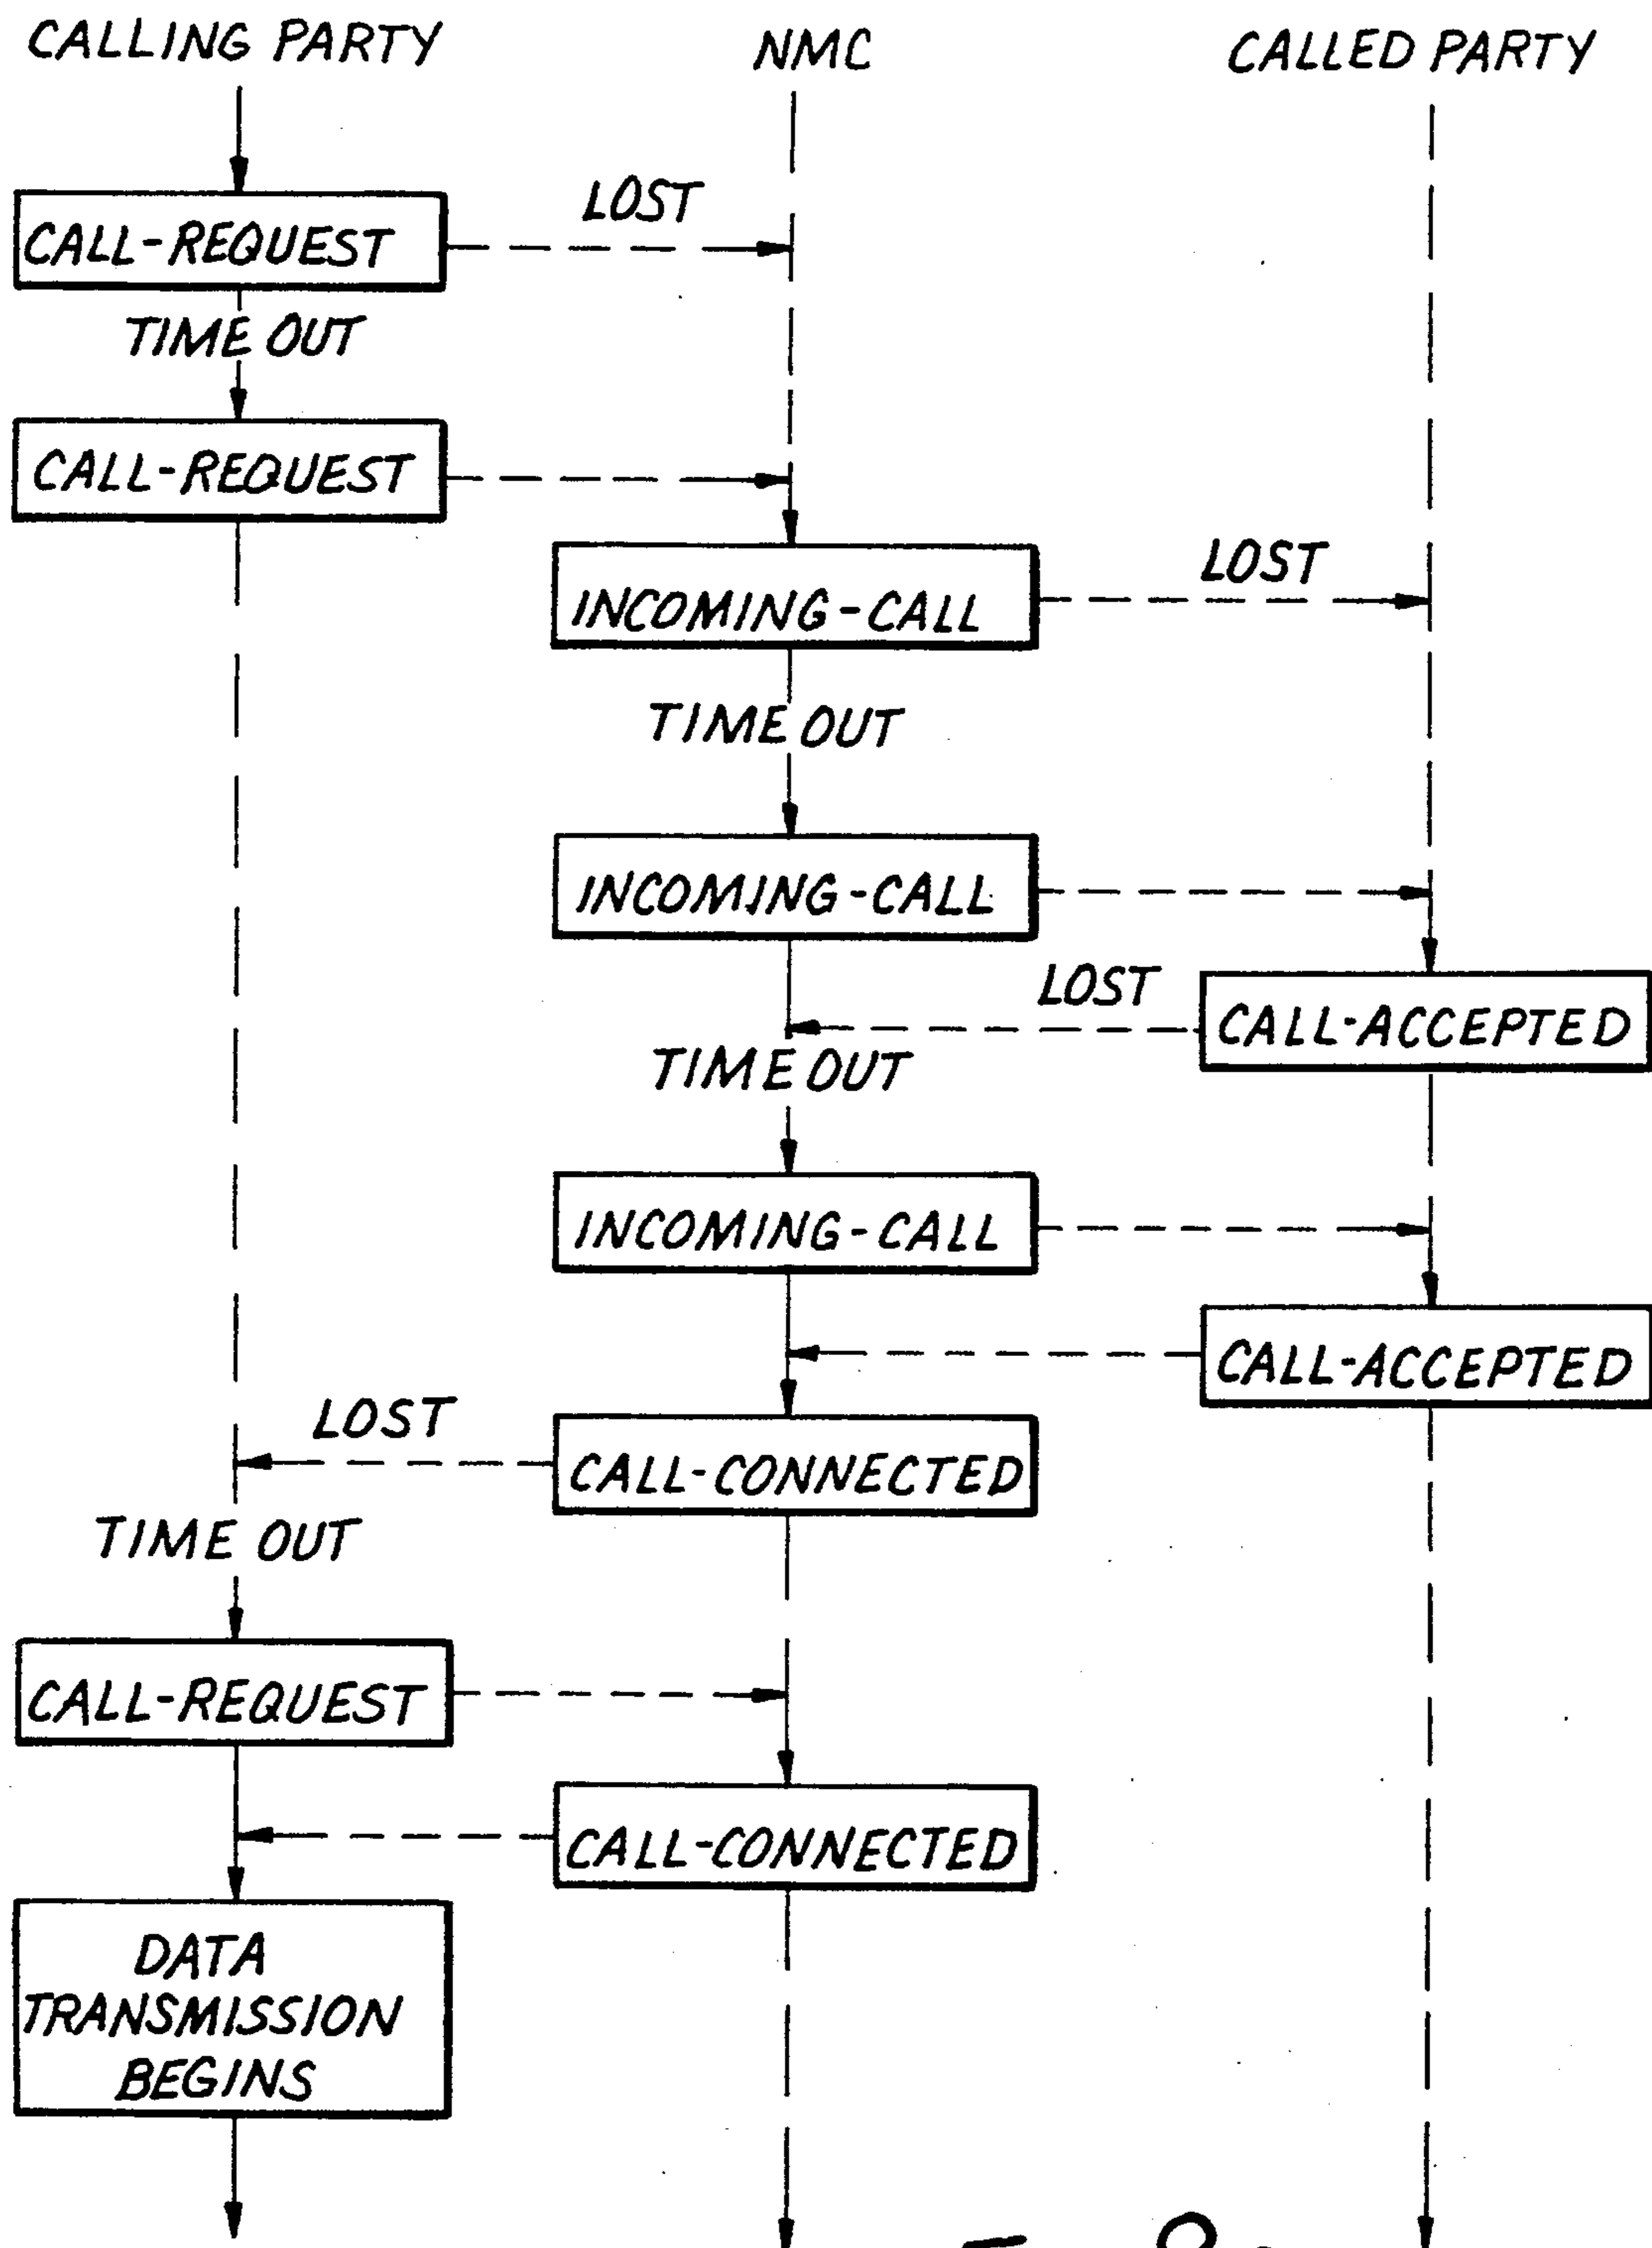 CALLING PARTY
NMC
CALLED PARTY
LOST
CALL-REQUEST
TIME OUT
CALL-REQUEST
LOST
INCOMING-CALL
TIME OUT
INCOMING-CALL
LOST
CALL-ACCEPTED
TIME OUT
INCOMING-CALL
CALL-ACCEPTED
LOST
CALL-CONNECTED
TIME OUT
CALL-REQUEST
CALL-CONNECTED
DATA
TRANSMISSION
BEGINS